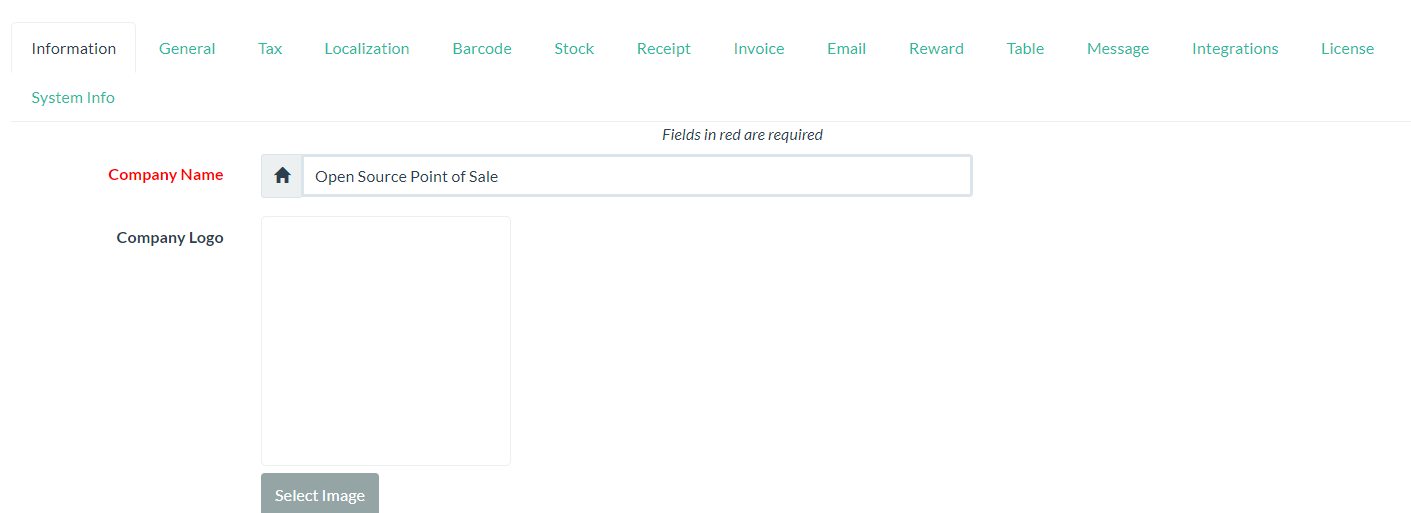 Information General Tax Localization Barcode Stock Receipt Invoice Email Reward Table Message Integrations License
System Info
Fields in red are required
Company Name Open Source Point of Sale
Company Logo
Select Image